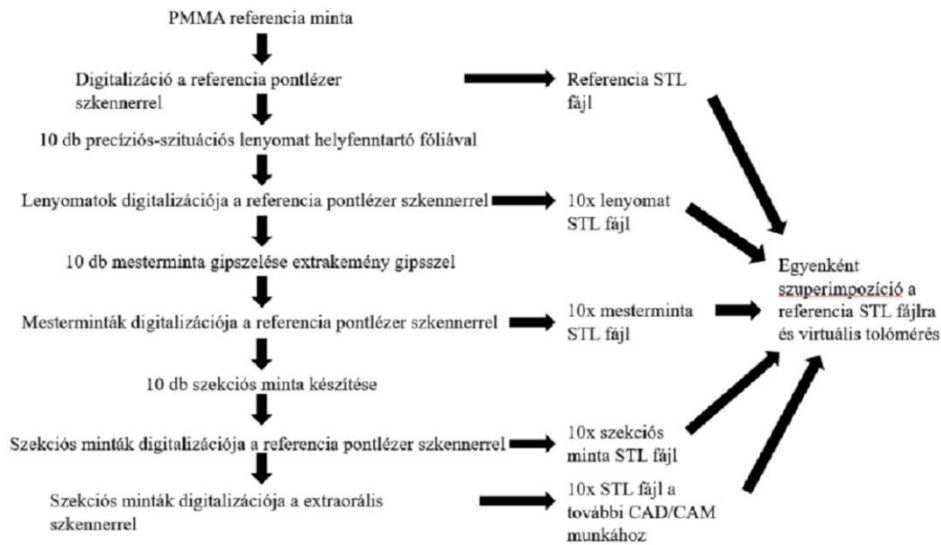 PMMA referencia minta
Digitalizáció a referencia pontlézer
szkennerrel
Referencia STL
fájl
10 db precíziós-szituációs lenyomat helyfenntartó fóliával
Lenyomatok digitalizációja a referencia pontlézer szkennerrel
10x lenyomat
STL fájl
10 db mesterminta gipszelése extrakemény gipsszel
Egyenként
szuperimpozíció a
referencia STL fájlra
és virtuális tolómérés
Mesterminták digitalizációja a referencia pontlézer szkennerrel
10x mesterminta
STL fájl
10 db szekciós minta készítése
Szekciós minták digitalizációja a referencia pontlézer szkennerrel
10x szekciós
minta STL fájl
Szekciós minták digitalizációja a extraorális
szkennerrel
10x STL fájl a
további CAD/CAM
munkához